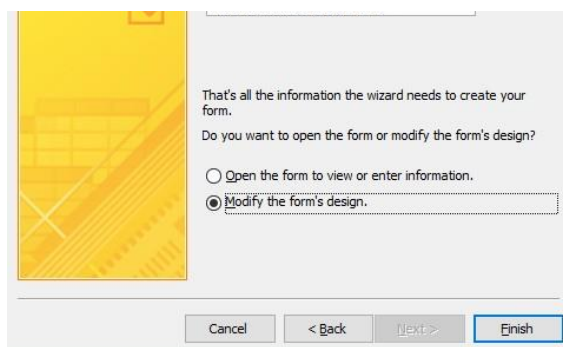 That's all the information the wizard needs to create your
form.
Do you want to open the form or modify the form's design?
Open the form to view or enter information.
Modify the form's design.
Cancel < Back Next > Finish